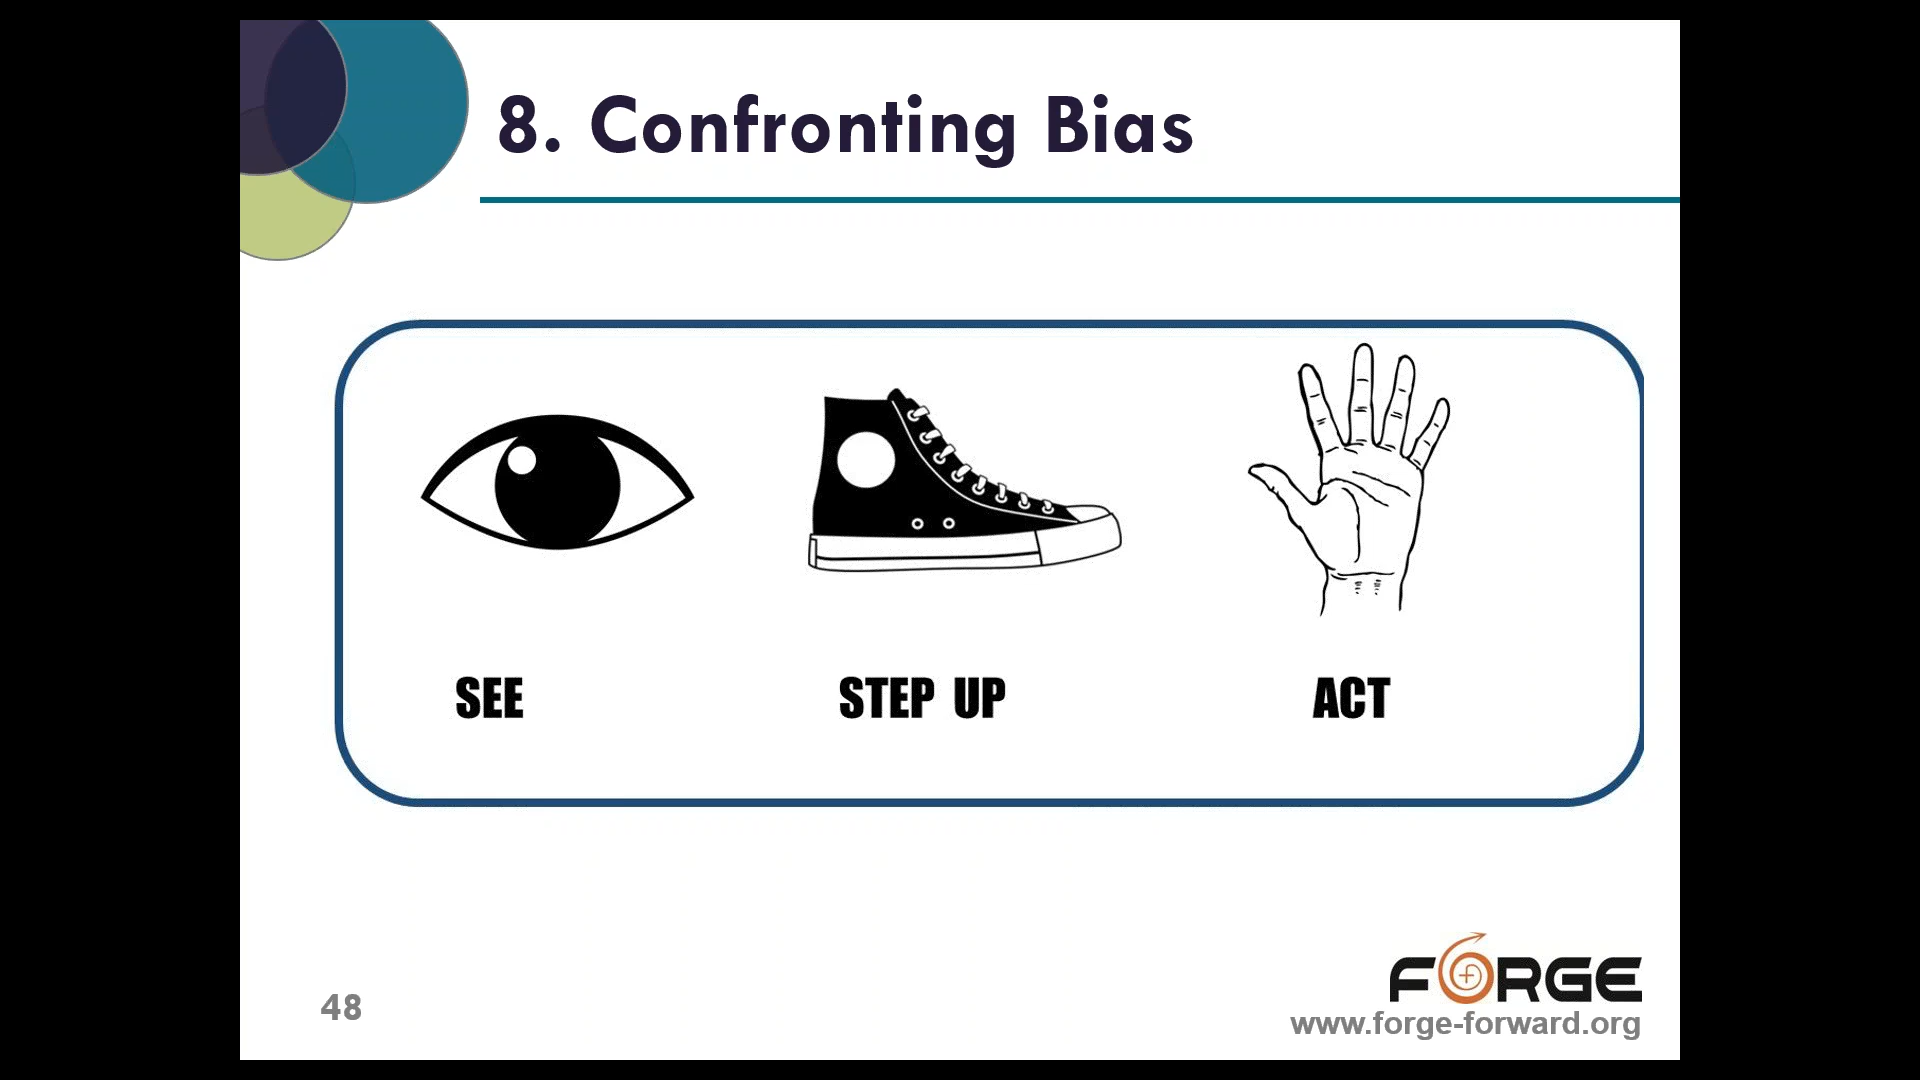 8. Confronting Bias
SEE
STEP UP
ACT
FORGE
48
www.forge-forward.org